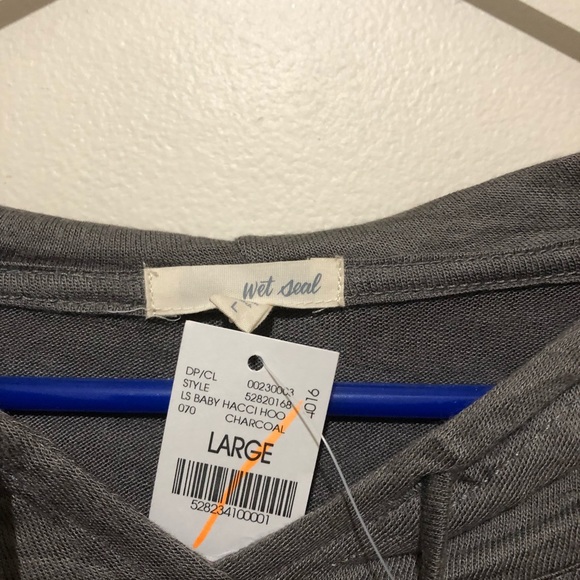 wet seal
L
DP/CL 00230003
STYLE 52820168
LS BABY HACCI HOO
070 CHARCOAL
4016
LARGE
528234100001